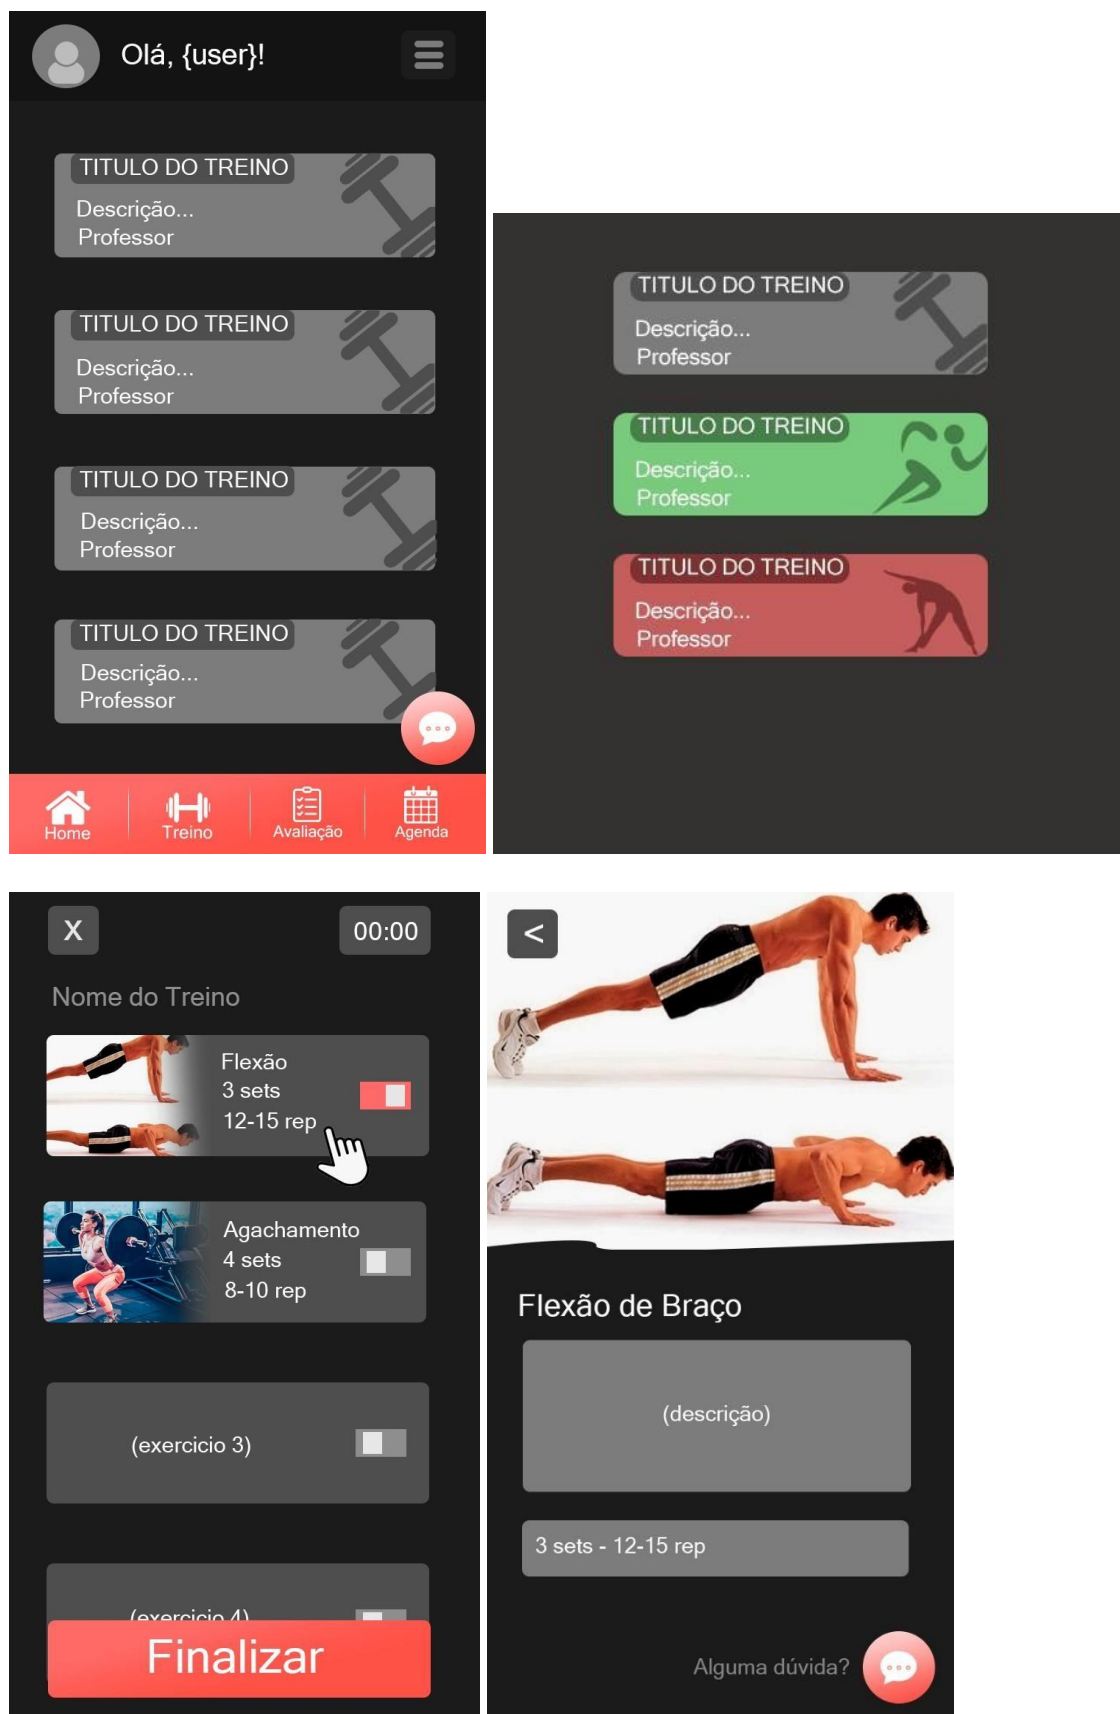 Olá, {user}!
TITULO DO TREINO
Descrição...
Professor
TITULO DO TREINO
Descrição...
Professor
TITULO DO TREINO
Descrição...
Professor
TITULO DO TREINO
Descrição...
Professor
Home
Treino
Avaliação
Agenda
TITULO DO TREINO
Descrição...
Professor
TITULO DO TREINO
Descrição...
Professor
TITULO DO TREINO
Descrição...
Professor
X
00:00
Nome do Treino
Flexão
3 sets
12-15 rep
Agachamento
4 sets
8-10 rep
(exercicio 3)
(exercicio 4)
Finalizar
<
Flexão de Braço
(descrição)
3 sets - 12-15 rep
Alguma dúvida?